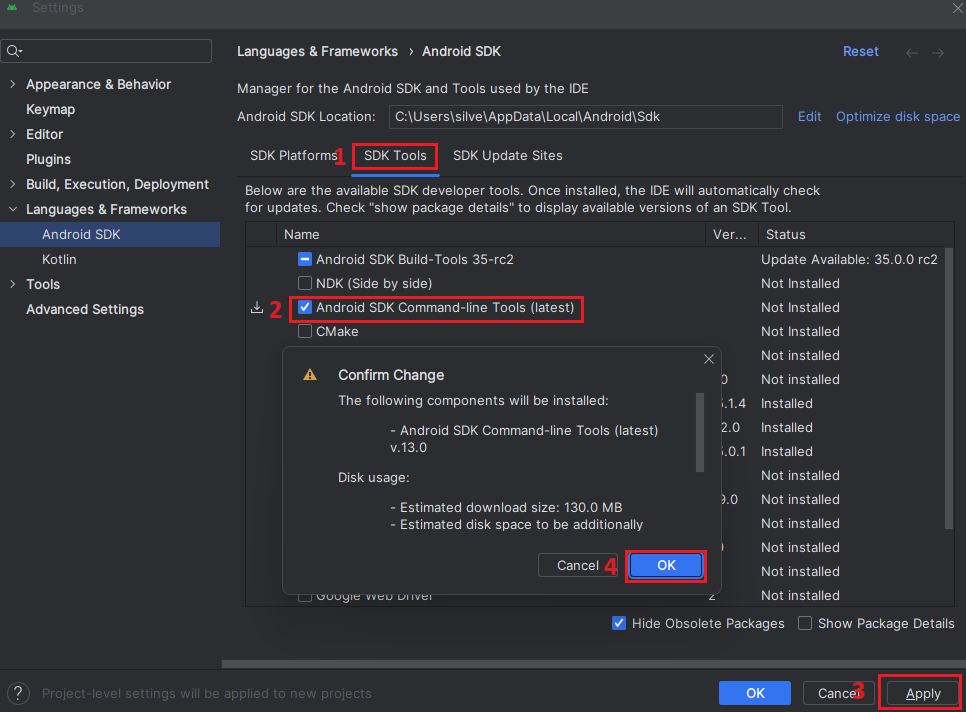 Settings
Languages & Frameworks › Android SDK
Reset
Appearance & Behavior
Keymap
Editor
Plugins
Build, Execution, Deployment
Languages & Frameworks
Android SDK
Kotlin
Tools
Advanced Settings
Manager for the Android SDK and Tools used by the IDE
Android SDK Location: C:\Users\silve\AppData\Local\Android\Sdk Edit Optimize disk space
SDK Platforms 1 SDK Tools SDK Update Sites
Below are the available SDK developer tools. Once installed, the IDE will automatically check
for updates. Check "show package details" to display available versions of an SDK Tool.
Name Ver... Status
Android SDK Build-Tools 35-rc2 Update Available: 35.0.0 rc2
NDK (Side by side) Not Installed
2 Android SDK Command-line Tools (latest) Not Installed
CMake Not Installed
Not installed
0 Not installed
5.1.4 Installed
2.0 Installed
5.0.1 Installed
Not installed
9.0 Not installed
Not installed
Not installed
Not installed
Google Web Driver 2 Not installed
Confirm Change
The following components will be installed:
- Android SDK Command-line Tools (latest)
v.13.0
Disk usage:
- Estimated download size: 130.0 MB
- Estimated disk space to be additionally
Cancel 4 OK
Hide Obsolete Packages Show Package Details
? Project-level settings will be applied to new projects
OK Cancel 3 Apply